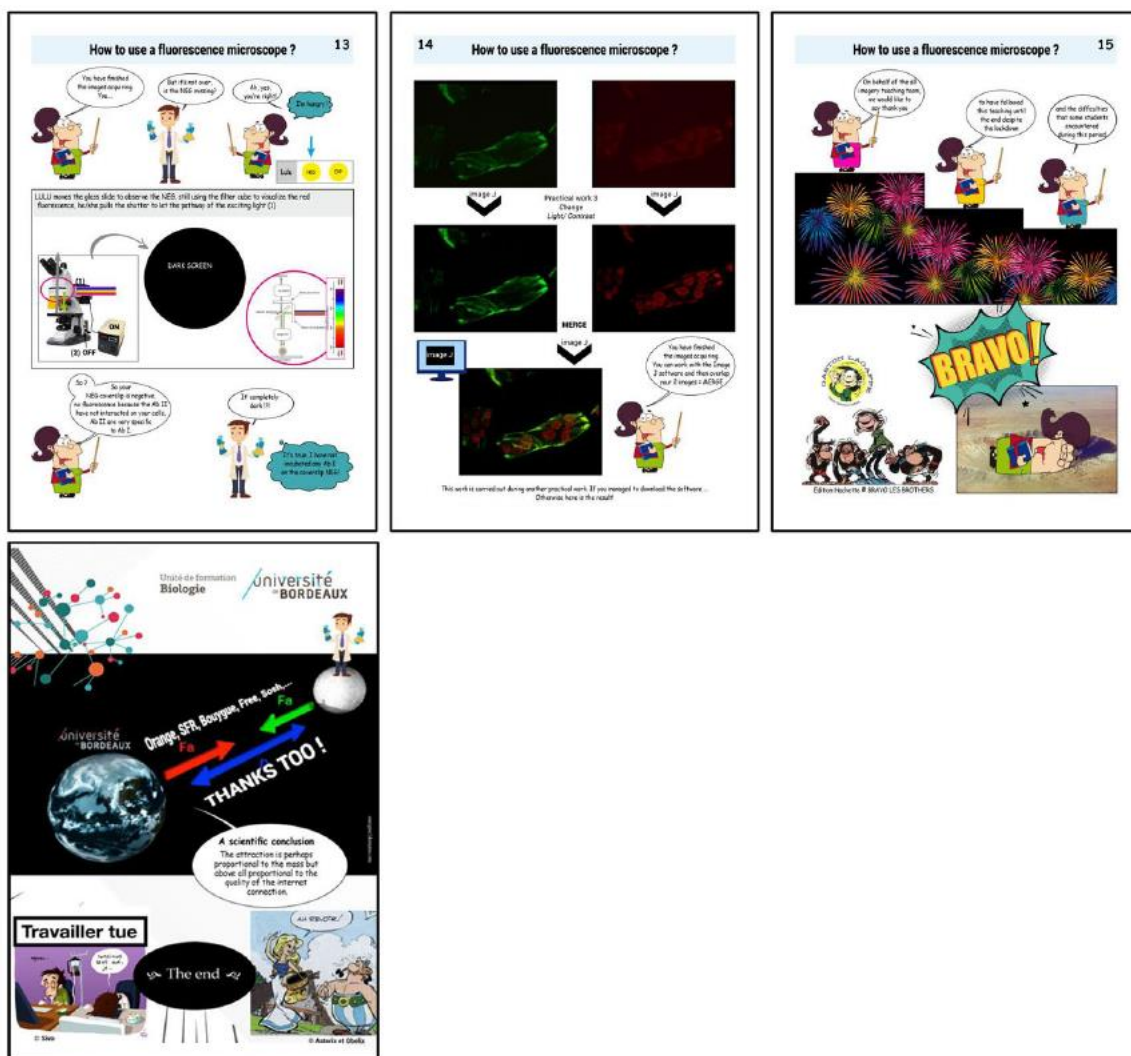 How to use a fluorescence microscope ?
13
You have finished
the images acquiring.
But it's not over,
is the NEG missing?
Ah, yes,
you're right!
I'm hungry
Lulu
LULU moves the glass slide to observe the NEG, still using the filter cube to visualize the red
fluorescence, he/she pulls the shutter to let the pathway of the exciting light (1)
(1)
DARK SCREEN
ON
(2) OFF
So ?
So your
NEG coverslip is negative,
no fluorescence because the Ab II
have not interacted on your cells.
Ab II are very specific
to Ab I.
completely
dark !!!
It's true I have not
incubated any Ab I
on the coverslip NEG!
14
How to use a fluorescence microscope ?
image J
Practical work 3
Change
Light/ Contrast
MERGE
image J
image J
You have finished
the images acquiring.
You can work with the Image
J software and then overlap
your 2 images = MERGE
This work is carried out during another practical work. If you managed to download the software ...
Otherwise here is the result!
How to use a fluorescence microscope ?
15
On behalf of the all
imagery teaching team,
we would like to
say thank you
to have followed
this teaching until
the end despite
the lockdown
and the difficulties
that some students
encountered
during this period.
BRAVO!
GASTON LAGAFFE
Edition Hachette @ BRAVO LES BROTHERS
Unité de formation
Biologie
université
de BORDEAUX
Orange, SFR, Bouygue, Free, Sosh,...
Fa
Fa
université
de BORDEAUX
THANKS TOO !
A scientific conclusion
The attraction is perhaps
proportional to the mass but
above all proportional to the
quality of the internet
connection.
Travailler tue
The end
AU REVOIR!
© Asterix et Obelix